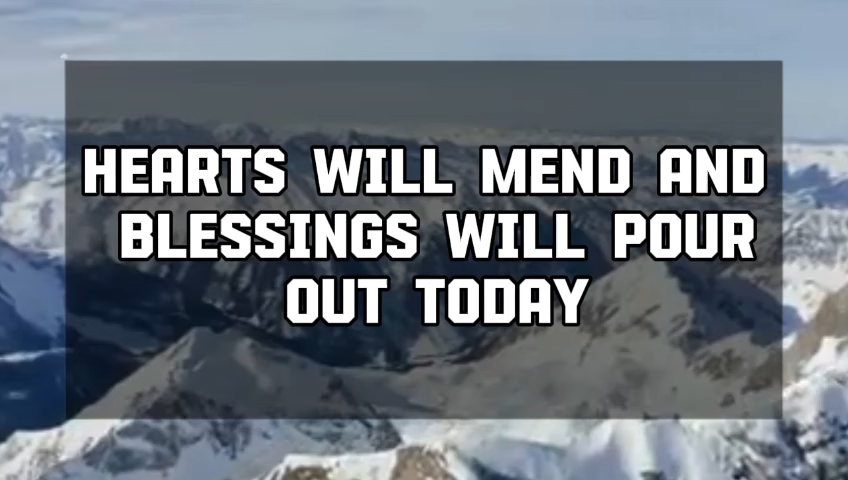 HEARTS WILL MEND AND
BLESSINGS WILL POUR
OUT TODAY